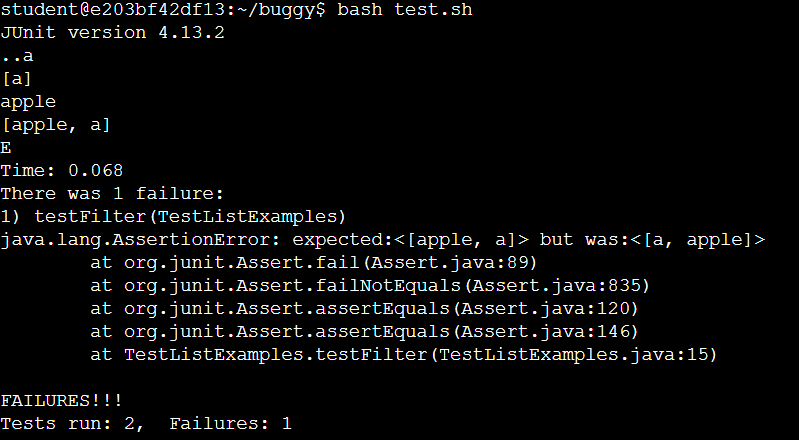 student@e203bf42df13:~/buggy$ bash test.sh
JUnit version 4.13.2
..a
[a]
apple
[apple, a]
E
Time: 0.068
There was 1 failure:
1) testFilter(TestListExamples)
java.lang.AssertionError: expected:<[apple, a]> but was:<[a, apple]>
        at org.junit.Assert.fail(Assert.java:89)
        at org.junit.Assert.failNotEquals(Assert.java:835)
        at org.junit.Assert.assertEquals(Assert.java:120)
        at org.junit.Assert.assertEquals(Assert.java:146)
        at TestListExamples.testFilter(TestListExamples.java:15)
FAILURES!!!
Tests run: 2,  Failures: 1